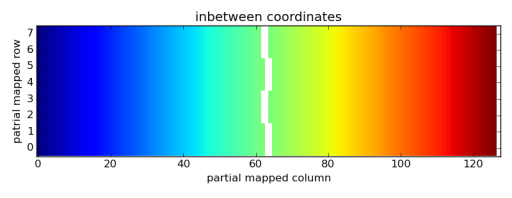 inbetween coordinates
patrial mapped row
7
6
5
4
3
2
1
0
0 20 40 60 80 100 120
partial mapped column